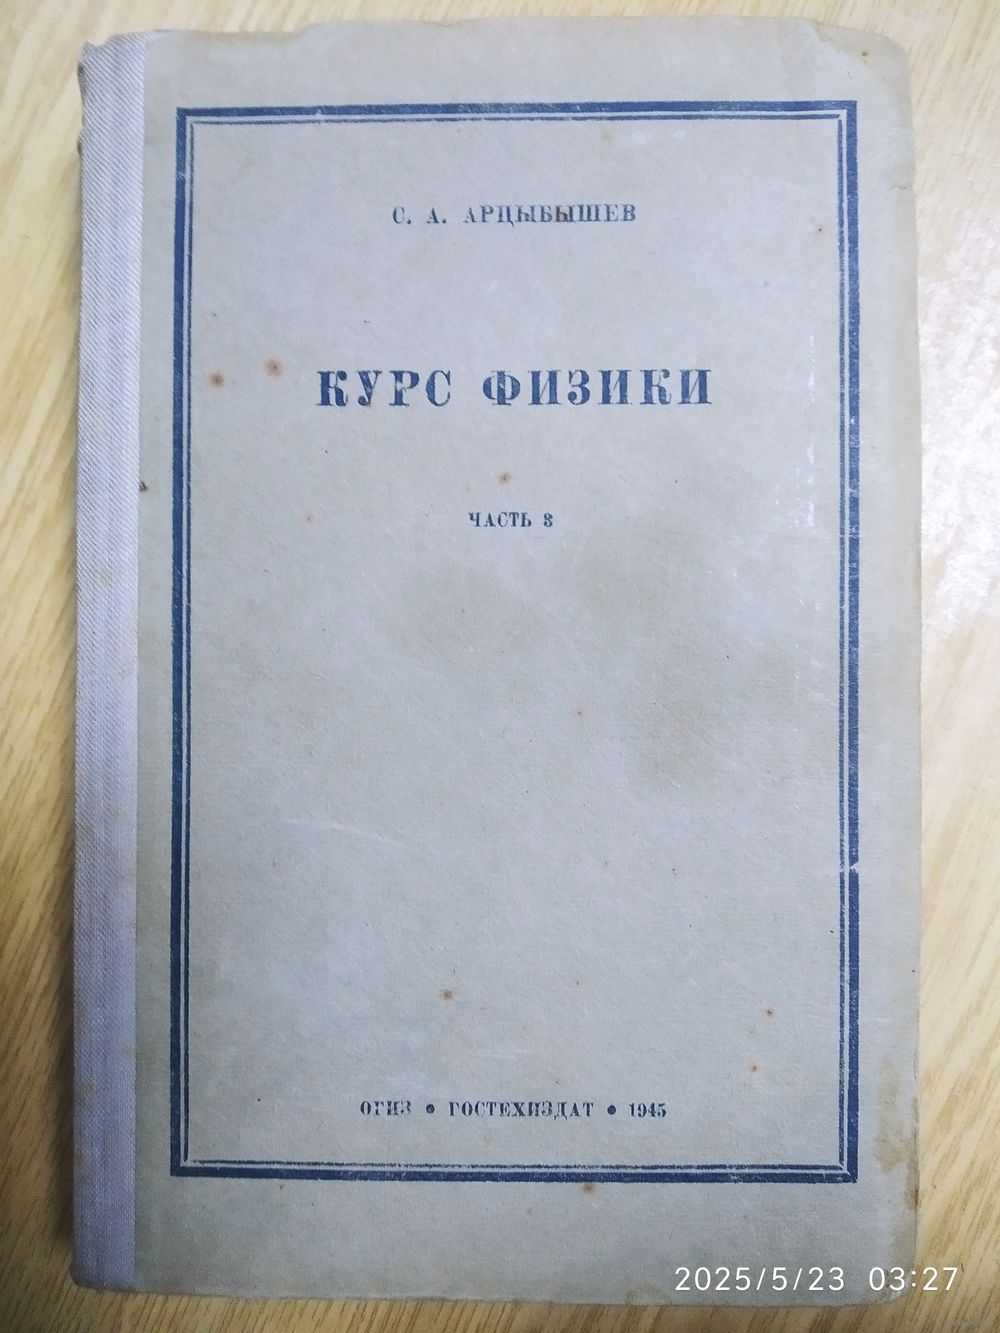 С. А. АРЦЫБЫШЕВ
КУРС ФИЗИКИ
ЧАСТЬ 3
ОГИЗ • ГОСТЕХИЗДАТ • 1945
2025/5/23 03:27